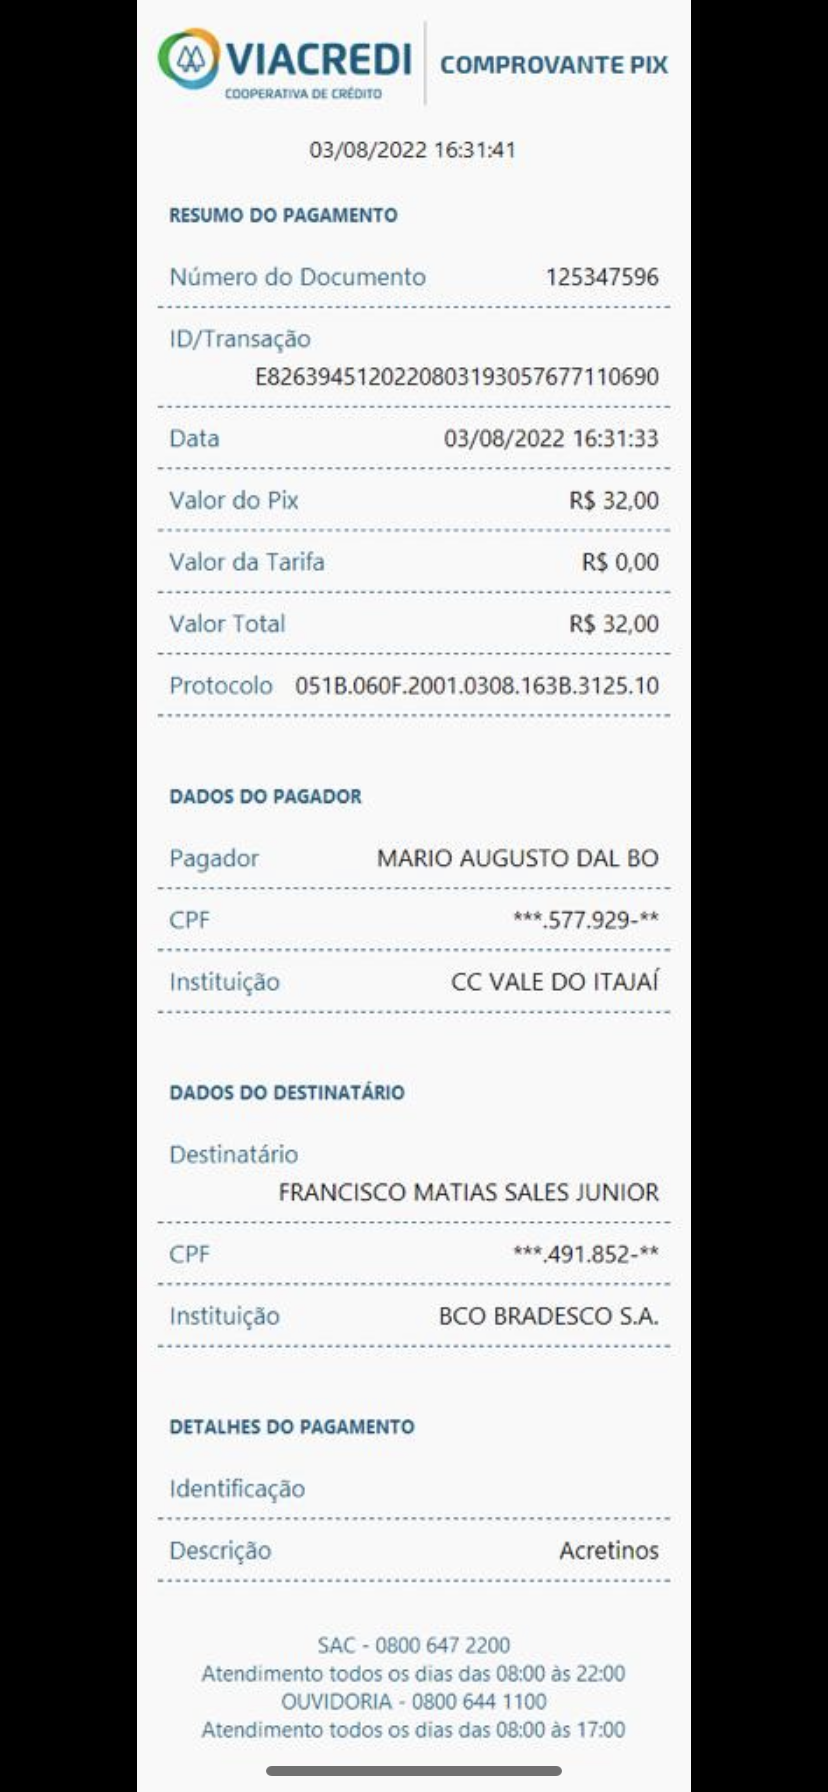 VIACREDI
COOPERATIVA DE CRÉDITO
COMPROVANTE PIX
03/08/2022 16:31:41
RESUMO DO PAGAMENTO
Número do Documento 125347596
ID/Transação
E8263945120220803193057677110690
Data 03/08/2022 16:31:33
Valor do Pix R$ 32,00
Valor da Tarifa R$ 0,00
Valor Total R$ 32,00
Protocolo 051B.060F.2001.0308.163B.3125.10
DADOS DO PAGADOR
Pagador MARIO AUGUSTO DAL BO
CPF ***.577.929-**
Instituição CC VALE DO ITAJAÍ
DADOS DO DESTINATÁRIO
Destinatário
FRANCISCO MATIAS SALES JUNIOR
CPF ***.491.852-**
Instituição BCO BRADESCO S.A.
DETALHES DO PAGAMENTO
Identificação
Descrição Acretinos
SAC - 0800 647 2200
Atendimento todos os dias das 08:00 às 22:00
OUVIDORIA - 0800 644 1100
Atendimento todos os dias das 08:00 às 17:00